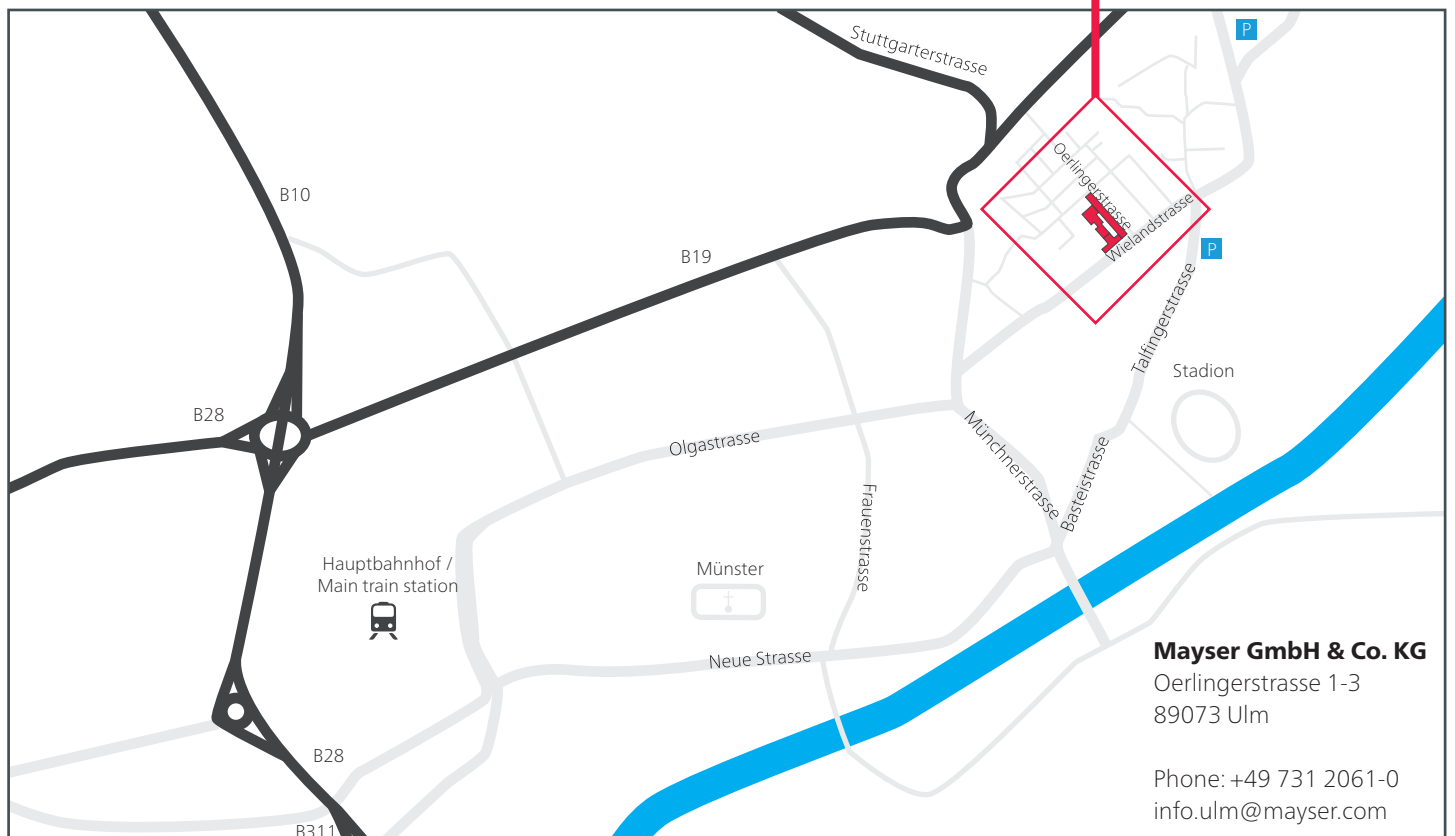 P
Stuttgarterstrasse
Oerlingerstrasse
B10
Wielandstrasse
P
B19
Talfingerstrasse
Stadion
B28
Olgastrasse
Münchnerstrasse
Basteistrasse
Frauenstrasse
Hauptbahnhof /
Main train station
Münster
Neue Strasse
Mayser GmbH & Co. KG
Oerlingerstrasse 1-3
89073 Ulm
B28
Phone: +49 731 2061-0
info.ulm@mayser.com
B311